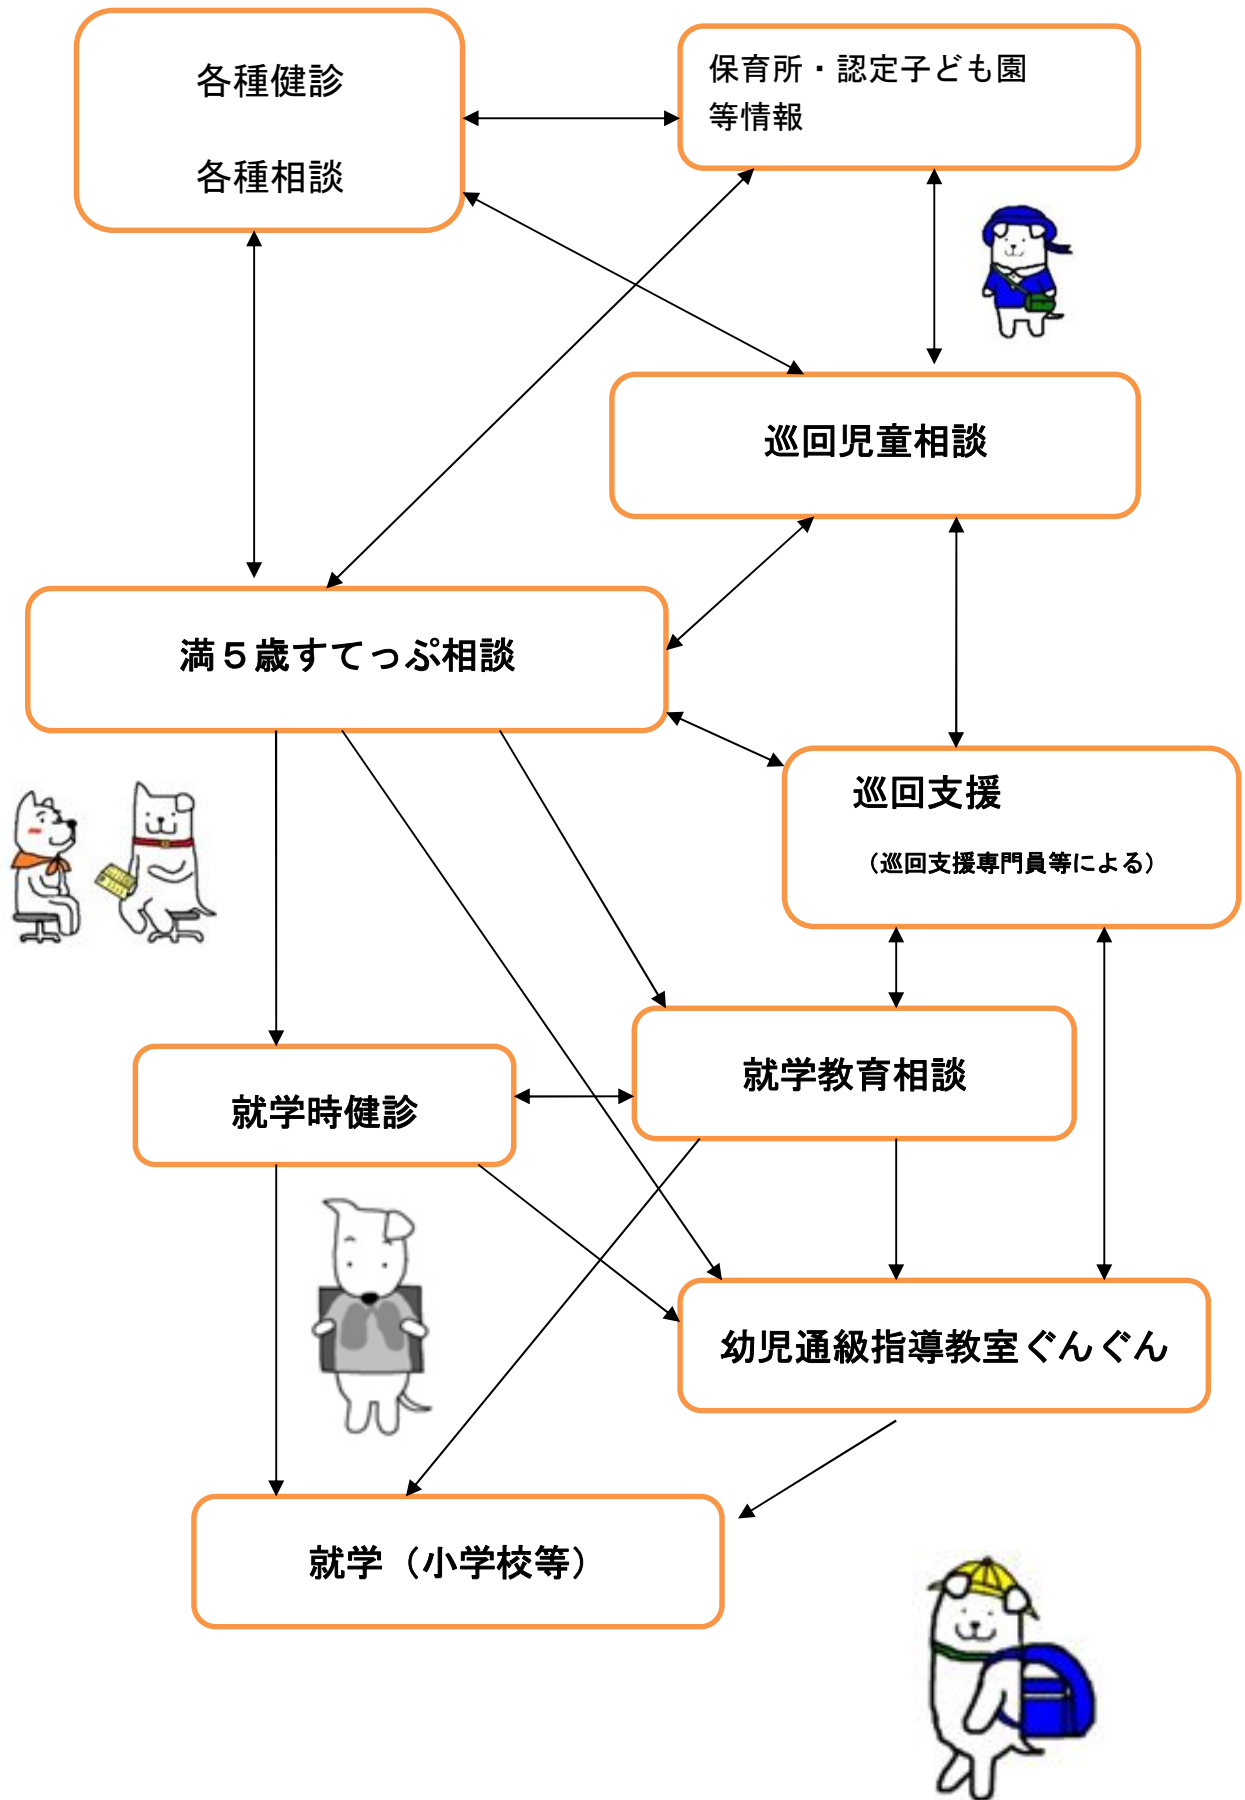 各種健診
各種相談
保育所・認定子ども園
等情報
巡回児童相談
満５歳すてっぷ相談
巡回支援
（巡回支援専門員等による）
就学教育相談
就学時健診
幼児通級指導教室ぐんぐん
就学（小学校等）